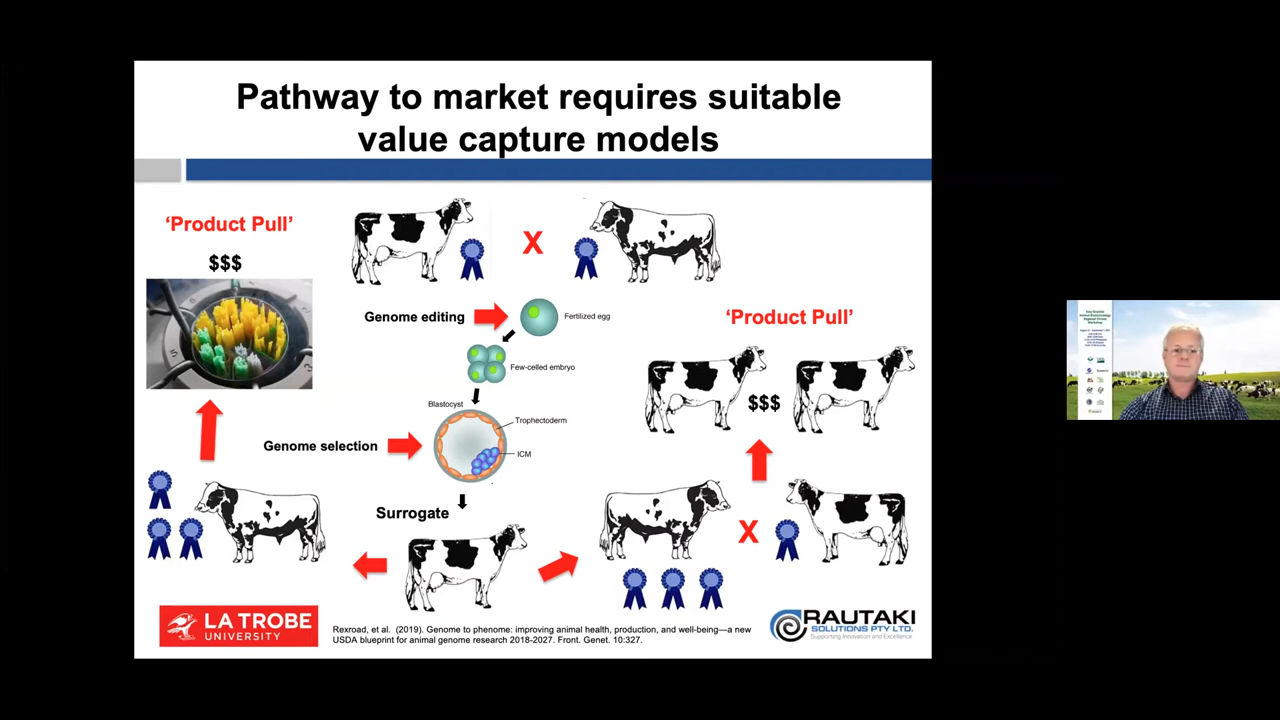 Pathway to market requires suitable
value capture models
'Product Pull'
$$$
X
Genome editing
Fertilized egg
Few-celled embryo
Blastocyst
Trophectoderm
Genome selection
ICM
Surrogate
'Product Pull'
$$$
X
LA TROBE
UNIVERSITY
Rexroad, et al. (2019). Genome to phenome: improving animal health, production, and well-being—a new
USDA blueprint for animal genome research 2018-2027. Front. Genet. 10:327.
RAUTAKI
SOLUTIONS PTY LTD.
Supporting Innovation and Excellence